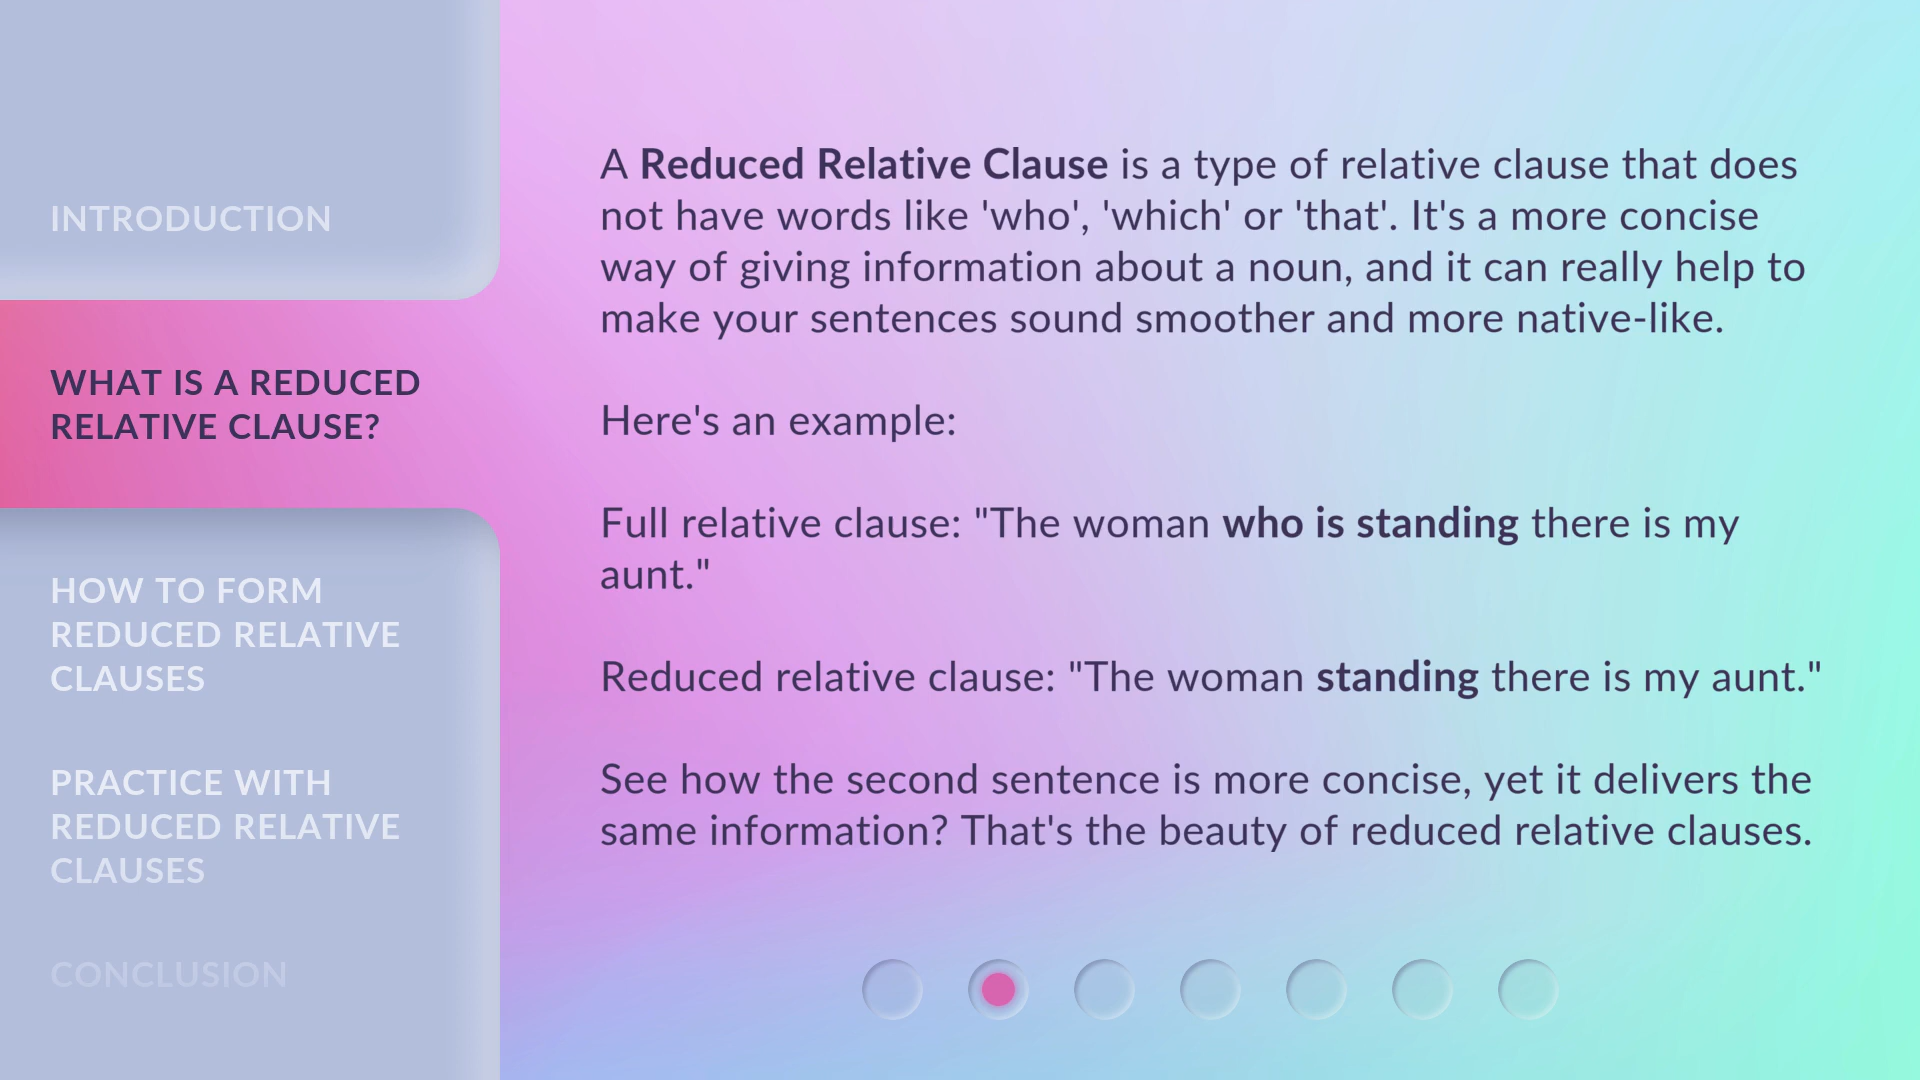 INTRODUCTION
WHAT IS A REDUCED
RELATIVE CLAUSE?
HOW TO FORM
REDUCED RELATIVE
CLAUSES
PRACTICE WITH
REDUCED RELATIVE
CLAUSES
CONCLUSION
A Reduced Relative Clause is a type of relative clause that does
not have words like 'who', 'which' or 'that'. It's a more concise
way of giving information about a noun, and it can really help to
make your sentences sound smoother and more native-like.
Here's an example:
Full relative clause: "The woman who is standing there is my
aunt."
Reduced relative clause: "The woman standing there is my aunt."
See how the second sentence is more concise, yet it delivers the
same information? That's the beauty of reduced relative clauses.